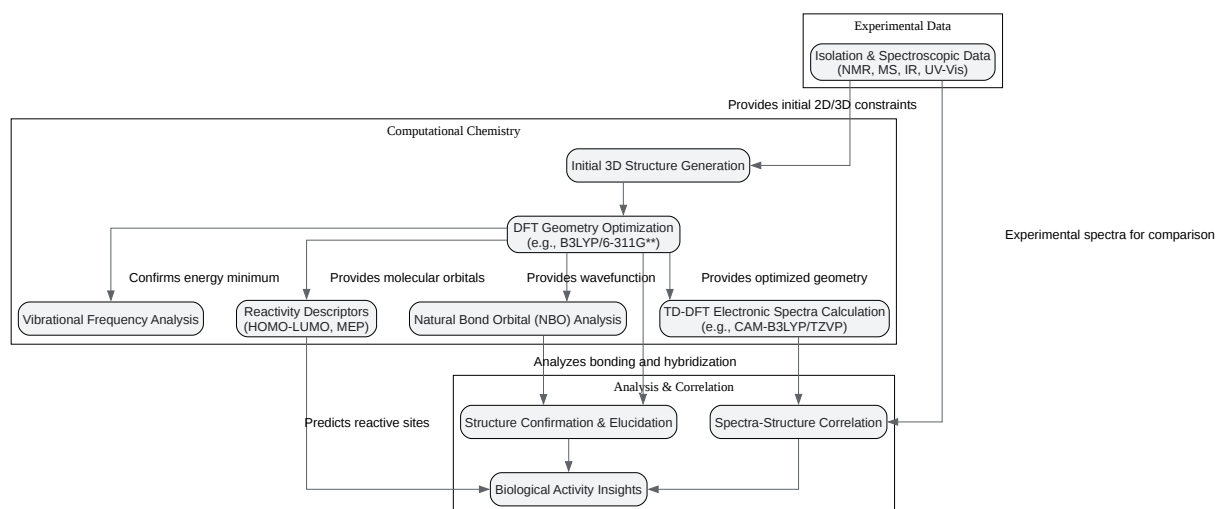 Experimental Data
Isolation & Spectroscopic Data
(NMR, MS, IR, UV-Vis)
Provides initial 2D/3D constraints
Computational Chemistry
Initial 3D Structure Generation
DFT Geometry Optimization
(e.g., B3LYP/6-311G**)
Experimental spectra for comparison
Confirms energy minimum
Provides molecular orbitals
Provides wavefunction
Provides optimized geometry
Vibrational Frequency Analysis
Reactivity Descriptors
(HOMO-LUMO, MEP)
Natural Bond Orbital (NBO) Analysis
TD-DFT Electronic Spectra Calculation
(e.g., CAM-B3LYP/TZVP)
Analyzes bonding and hybridization
Analysis & Correlation
Predicts reactive sites
Structure Confirmation & Elucidation
Spectra-Structure Correlation
Biological Activity Insights